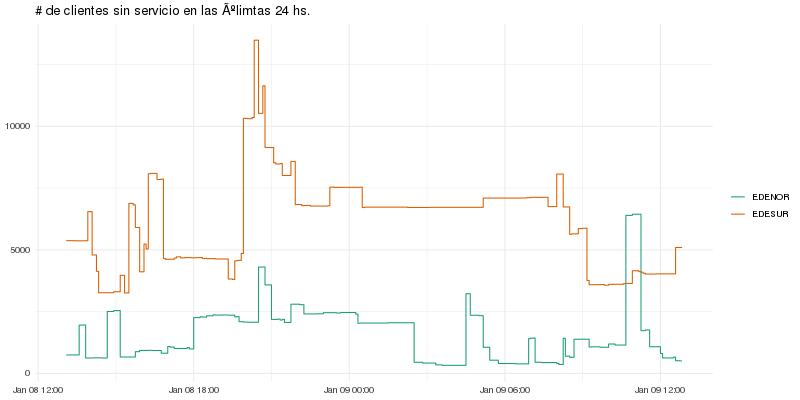 # de clientes sin servicio en las Ãºlimtas 24 hs.
10000
5000
0
Jan 08 12:00 Jan 08 18:00 Jan 09 00:00 Jan 09 06:00 Jan 09 12:00
EDENOR
EDESUR